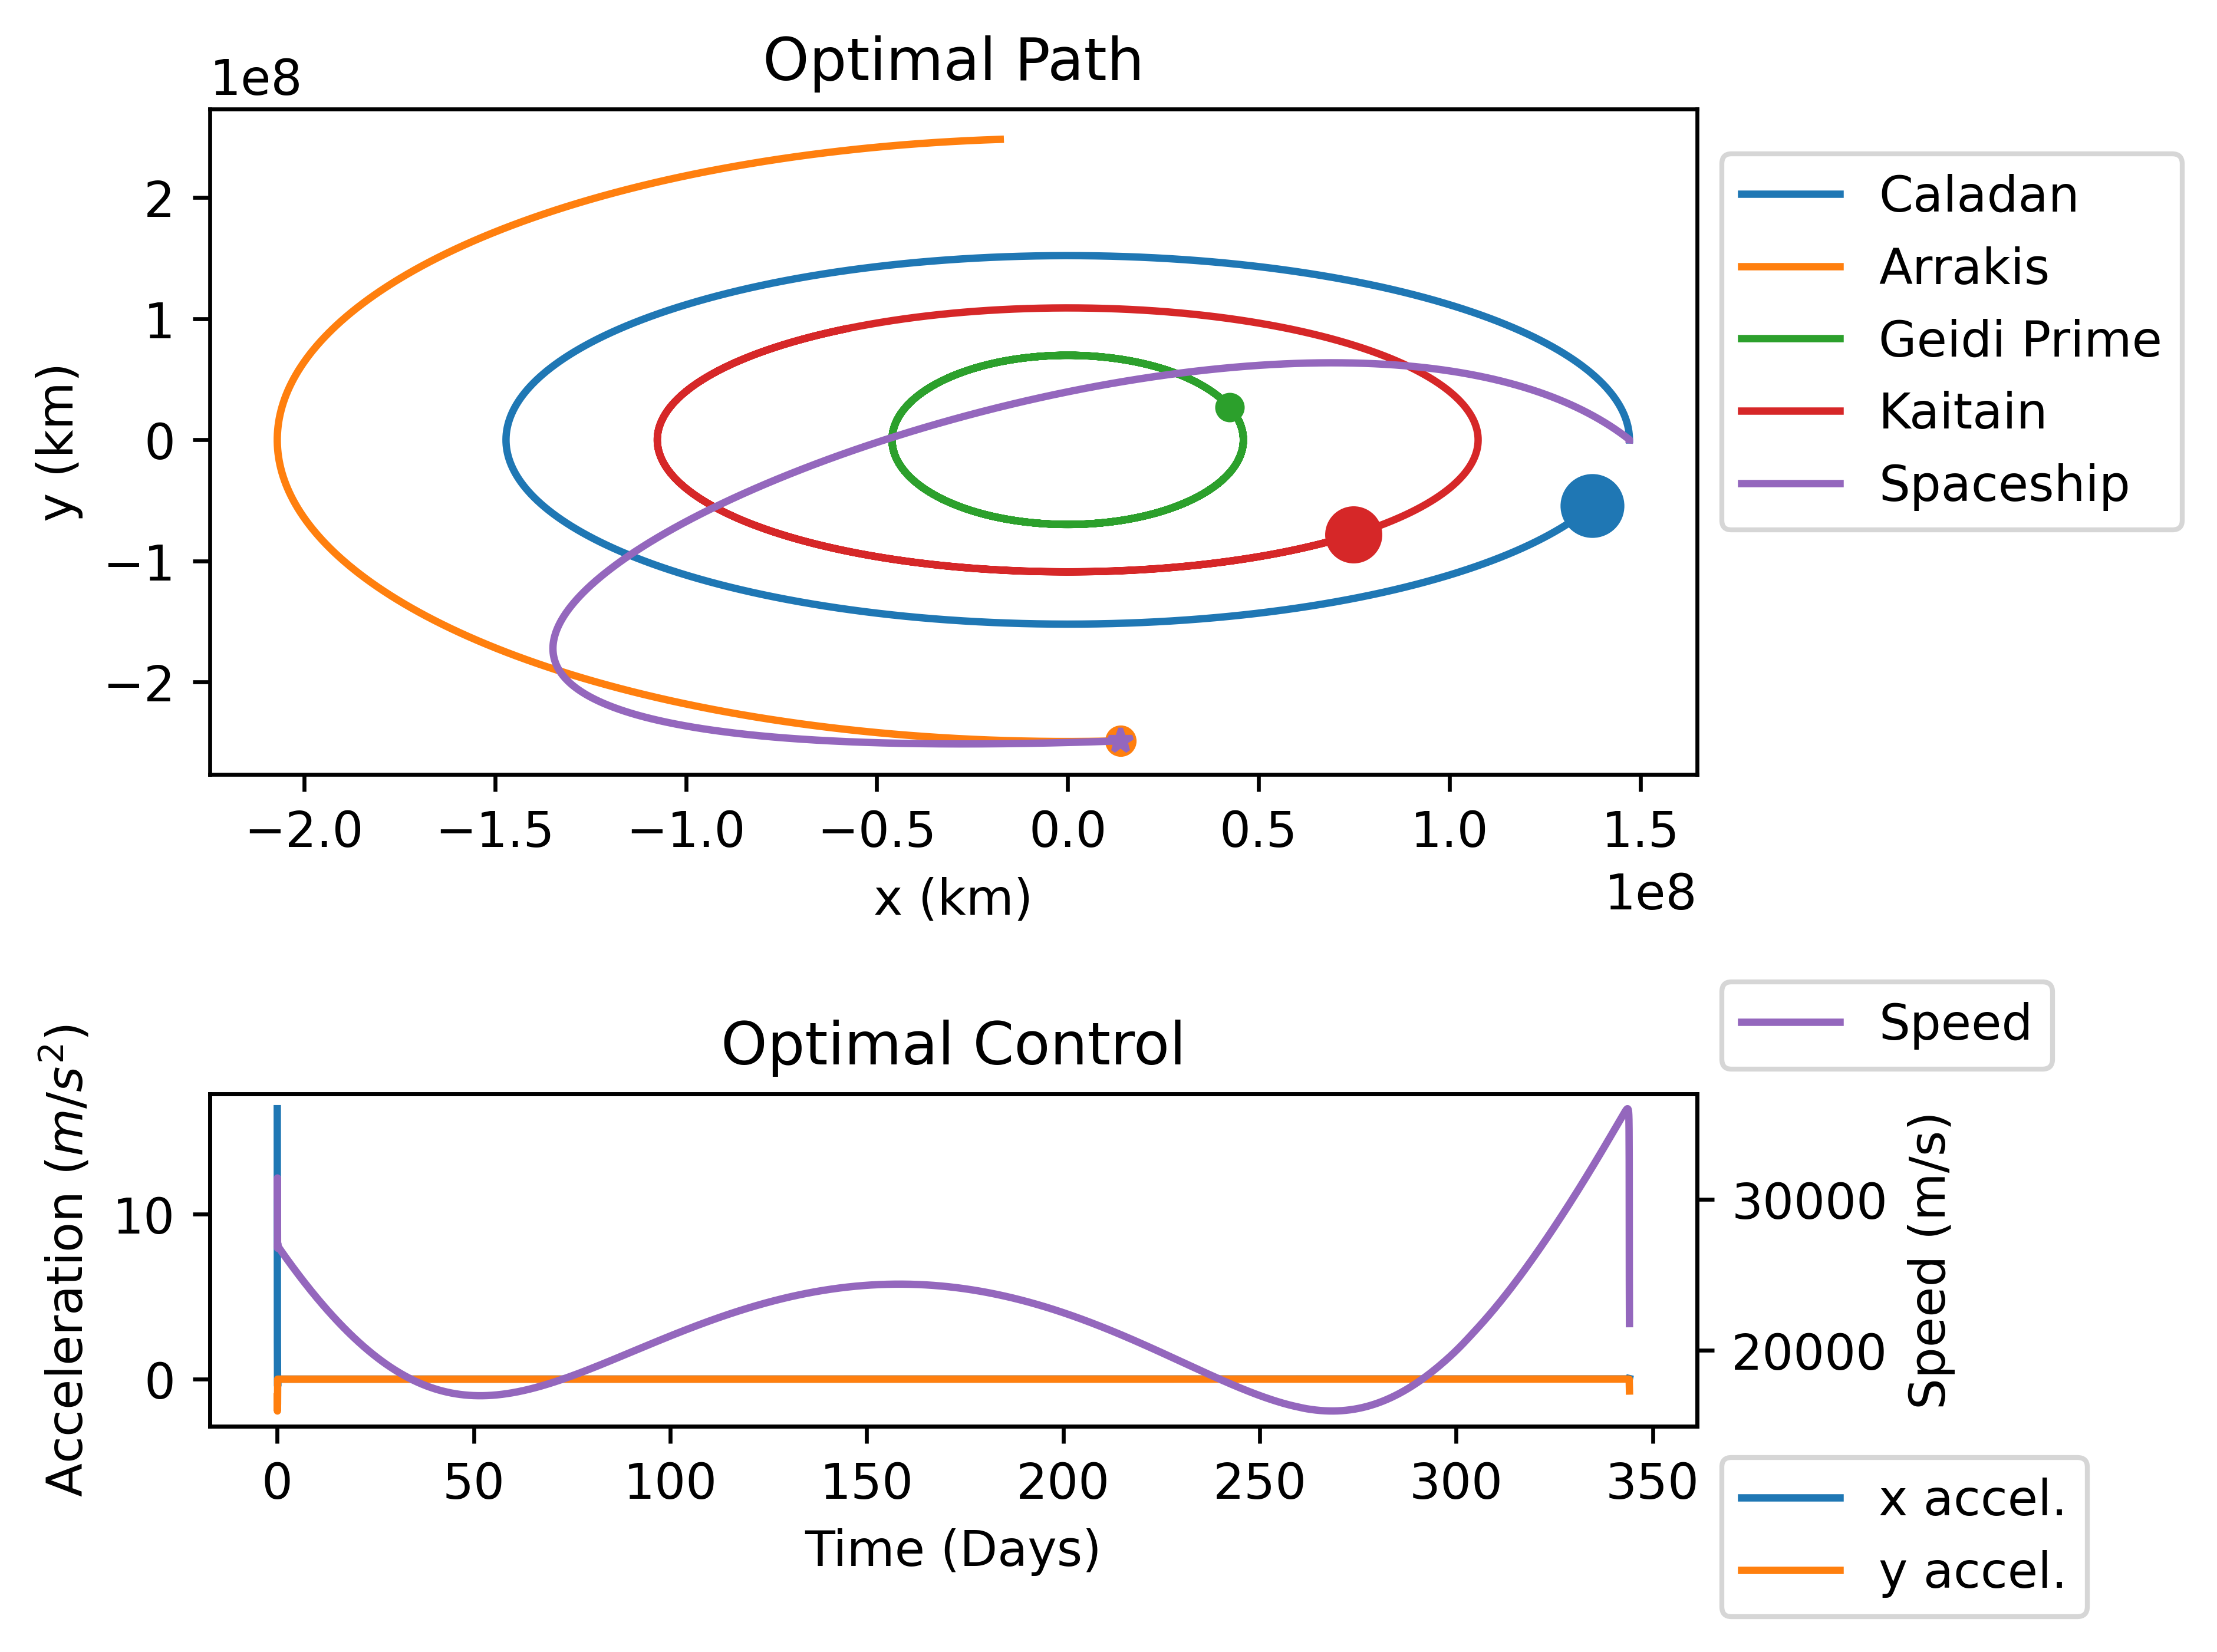 Optimal Path
1e8
y (km)
2
1
0
−1
−2
−2.0 −1.5 −1.0 −0.5 0.0 0.5 1.0 1.5
x (km)
1e8
Caladan
Arrakis
Geidi Prime
Kaitain
Spaceship
Optimal Control
Speed
Acceleration (m/s²)
10
0
30000
20000
Speed (m/s)
0 50 100 150 200 250 300 350
Time (Days)
x accel.
y accel.